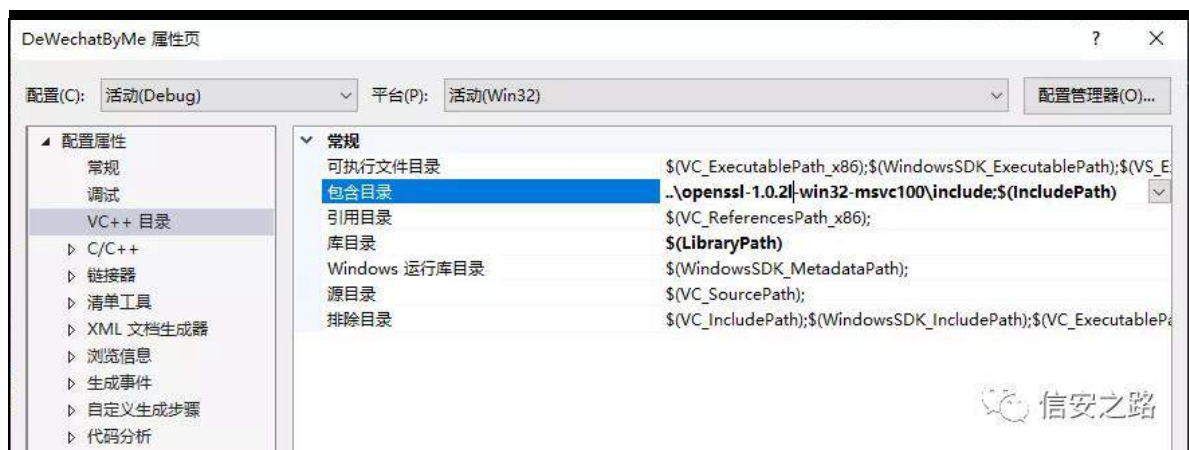 DeWechatByMe 属性页 ?
配置(C): 活动(Debug) 平台(P): 活动(Win32) 配置管理器(O)...
配置属性
常规
调试
VC++ 目录
C/C++
链接器
清单工具
XML 文档生成器
浏览信息
生成事件
自定义生成步骤
代码分析
常规
可执行文件目录 $(VC_ExecutablePath_x86);$(WindowsSDK_ExecutablePath);$(VS_E
包含目录 ..\openssl-1.0.2l-win32-msvc100\include;$(IncludePath)
引用目录 $(VC_ReferencesPath_x86);
库目录 $(LibraryPath)
Windows 运行库目录 $(WindowsSDK_MetadataPath);
源目录 $(VC_SourcePath);
排除目录 $(VC_IncludePath);$(WindowsSDK_IncludePath);$(VC_ExecutablePa
信安之路